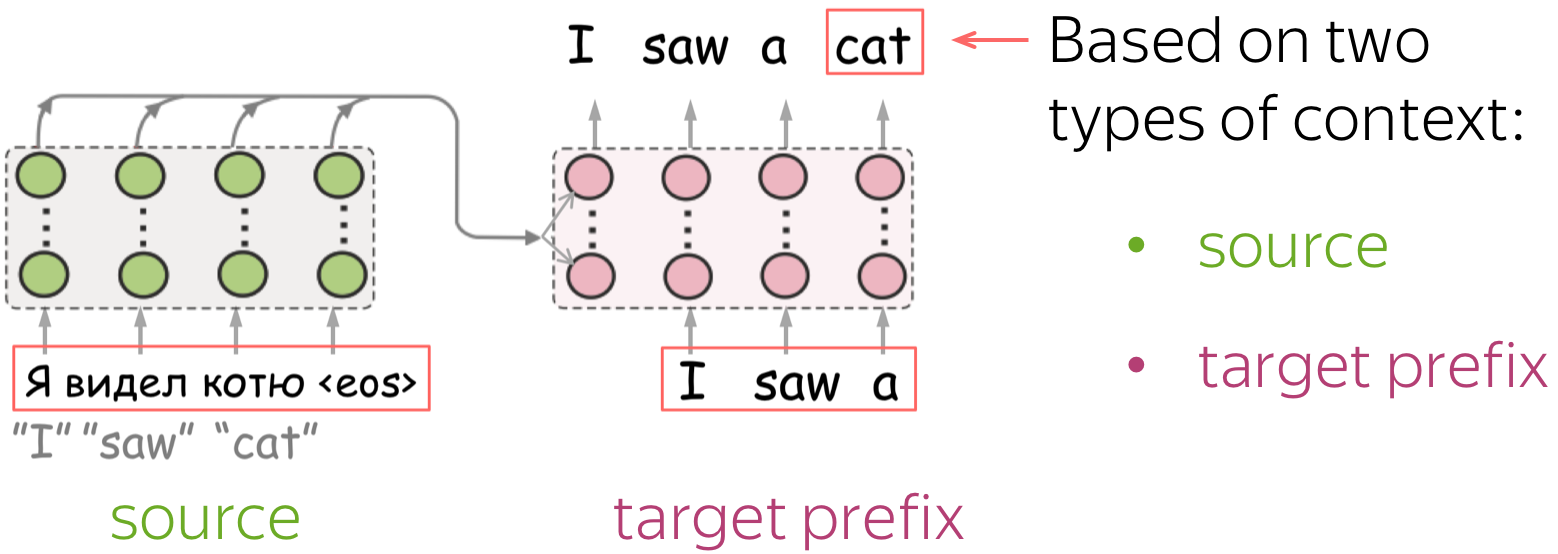 I saw a cat
Based on two
types of context:
• source
• target prefix
Я видел котю <eos>
"I" "saw" "cat"
I saw a
source
target prefix